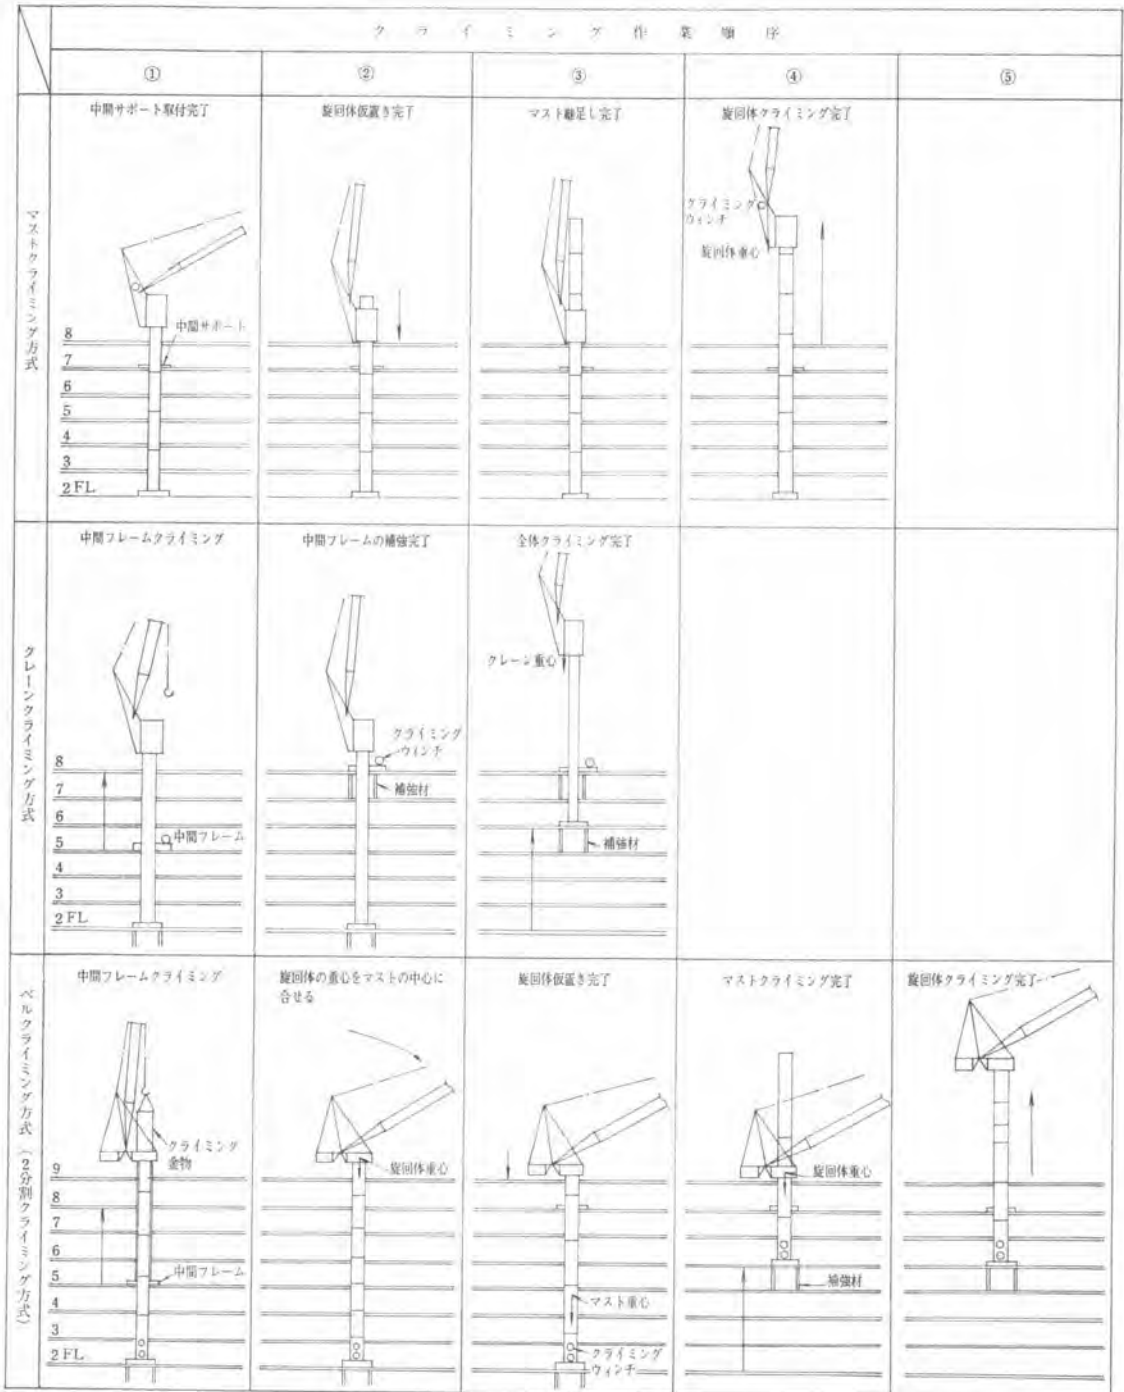 クライミング作業順序
① ② ③ ④ ⑤
マストクライミング方式
中間サポート取付完了
中間サポート
8
7
6
5
4
3
2FL
旋回体仮置き完了
マスト継足し完了
旋回体クライミング完了
クライミング
ウィンチ
旋回体重心
クレーンクライミング方式
中間フレームクライミング
8
7
6
5
中間フレーム
4
3
2FL
中間フレームの補強完了
クライミング
ウィンチ
補強材
全体クライミング完了
クレーン重心
補強材
ベルクライミング方式(2分割クライミング方式)
中間フレームクライミング
クライミング
金物
9
8
7
6
5
中間フレーム
4
3
2FL
旋回体の重心をマストの中心に
合せる
旋回体重心
旋回体仮置き完了
マスト重心
クライミング
ウィンチ
マストクライミング完了
旋回体重心
補強材
旋回体クライミング完了